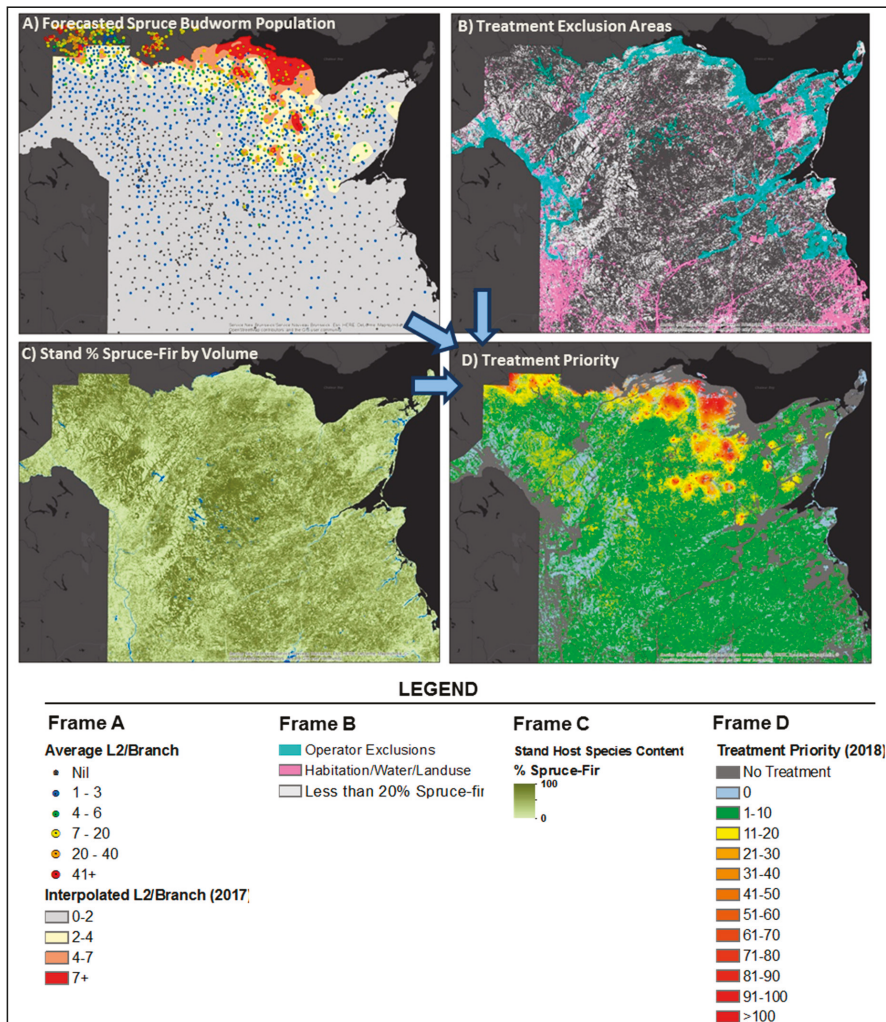 A) Forecasted Spruce Budworm Population
B) Treatment Exclusion Areas
C) Stand % Spruce-Fir by Volume
D) Treatment Priority
LEGEND
Frame A
Average L2/Branch
Nil
1 - 3
4 - 6
7 - 20
20 - 40
41+
Interpolated L2/Branch (2017)
0-2
2-4
4-7
7+
Frame B
Operator Exclusions
Habitation/Water/Landuse
Less than 20% Spruce-fir
Frame C
Stand Host Species Content
% Spruce-Fir
100
0
Frame D
Treatment Priority (2018)
No Treatment
0
1-10
11-20
21-30
31-40
41-50
51-60
61-70
71-80
81-90
91-100
>100